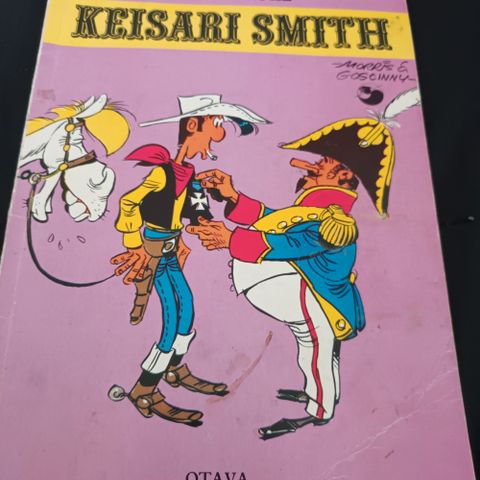 KEISARI SMITH
MORRIS &
GOSCINNY
OTAVA